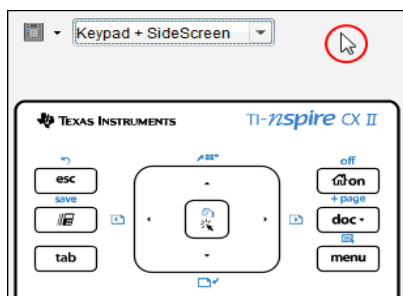 Keypad + SideScreen
TEXAS INSTRUMENTS TI-nspire CX II
esc off
save on
+ page
doc
tab menu